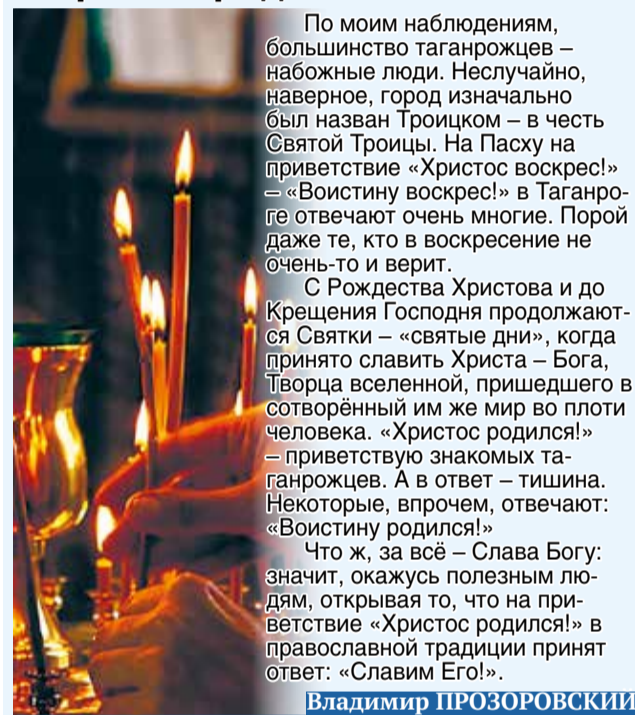 По моим наблюдениям,
большинство таганрожцев –
набожные люди. Неслучайно,
наверное, город изначально
был назван Троицком – в честь
Святой Троицы. На Пасху на
приветствие «Христос воскрес!»
– «Воистину воскрес!» в Таганро-
ге отвечают очень многие. Порой
даже те, кто в воскресение не
очень-то и верит.
С Рождества Христова и до
Крещения Господня продолжают-
ся Святки – «святые дни», когда
принято славить Христа – Бога,
Творца вселенной, пришедшего в
сотворённый им же мир во плоти
человека. «Христос родился!»
– приветствую знакомых та-
ганрожцев. А в ответ – тишина.
Некоторые, впрочем, отвечают:
«Воистину родился!»
Что ж, за всё – Слава Богу:
значит, окажусь полезным лю-
дям, открывая то, что на при-
ветствие «Христос родился!» в
православной традиции принят
ответ: «Славим Его!».
Владимир ПРОЗОРОВСКИЙ